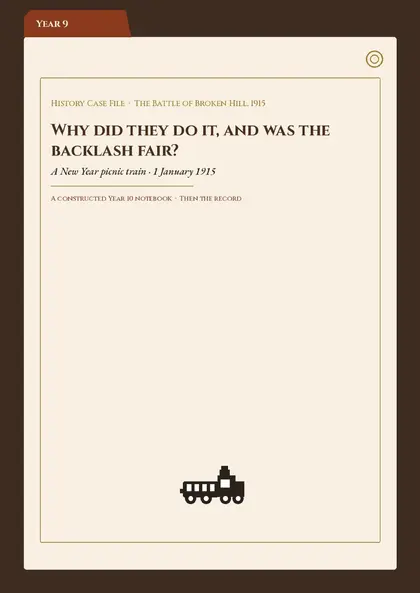 Year 9
History Case File · The Battle of Broken Hill, 1915
Why did they do it, and was the
backlash fair?
A New Year picnic train · 1 January 1915
A constructed Year 10 notebook · Then the record